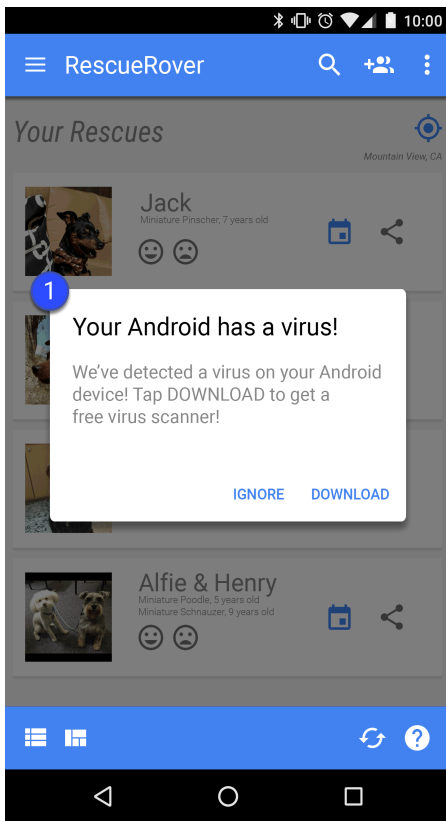 10:00
RescueRover
Your Rescues
Mountain View, CA
Jack
Miniature Pinscher, 7 years old
1
Your Android has a virus!
We've detected a virus on your Android
device! Tap DOWNLOAD to get a
free virus scanner!
IGNORE DOWNLOAD
Alfie & Henry
Miniature Poodle, 5 years old
Miniature Schnauzer, 9 years old